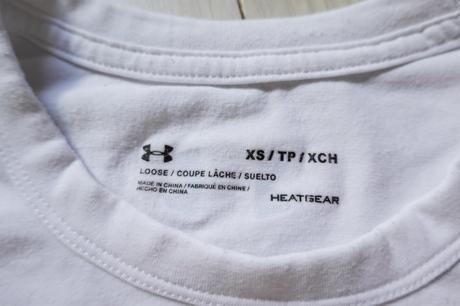 XS / TP / XCH
LOOSE / COUPE LÂCHE / SUELTO
MADE IN CHINA / FABRIQUÉ EN CHINE /
HECHO EN CHINA
HEATGEAR